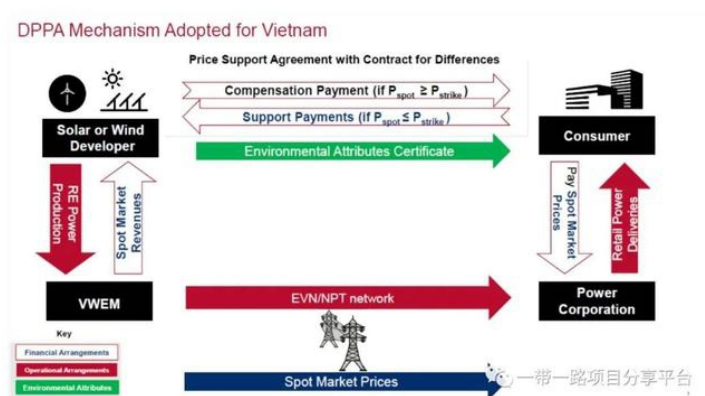 DPPA Mechanism Adopted for Vietnam
Price Support Agreement with Contract for Differences
Compensation Payment (if Pspot ≥ Pstrike)
Support Payments (if Pspot ≤ Pstrike)
Solar or Wind
Developer
Consumer
Environmental Attributes Certificate
RE Power
Production
Spot Market
Revenues
Pay Spot Market
Prices
Retail Power
Deliveries
VWEM
EVN/NPT network
Power
Corporation
Key
Financial Arrangements
Operational Arrangements
Environmental Attributes
Spot Market Prices
一带一路项目分享平台